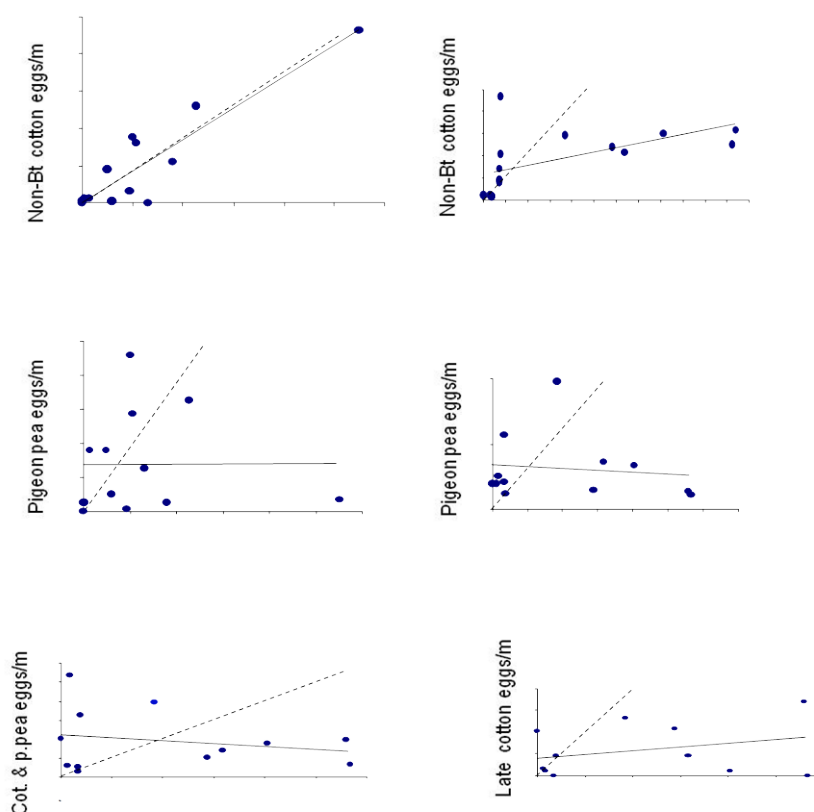 Non-Bt cotton eggs/m
Non-Bt cotton eggs/m
Pigeon pea eggs/m
Pigeon pea eggs/m
Cot. & p.pea eggs/m
Late cotton eggs/m